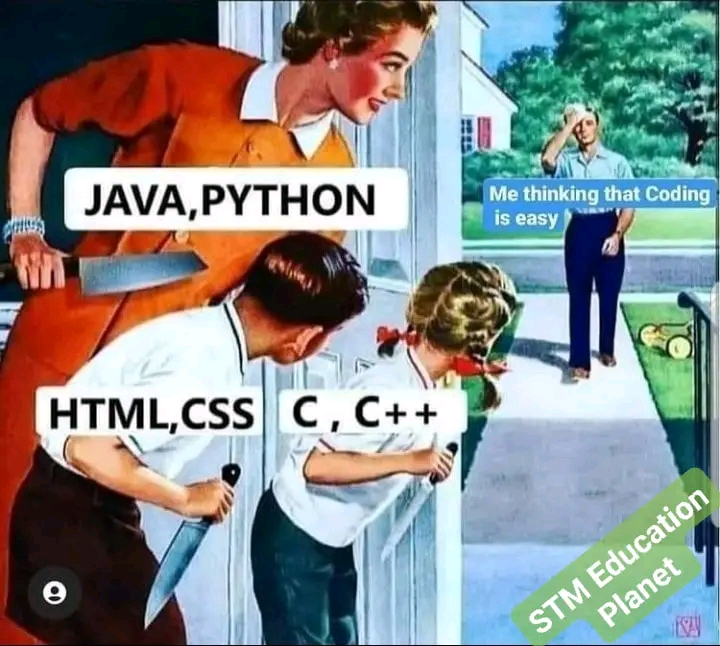 JAVA,PYTHON
Me thinking that Coding
is easy
HTML,CSS
C , C++
STM Education
Planet